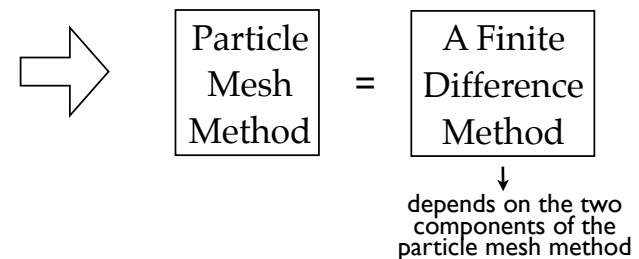 Particle
Mesh
Method
=
A Finite
Difference
Method
depends on the two
components of the
particle mesh method